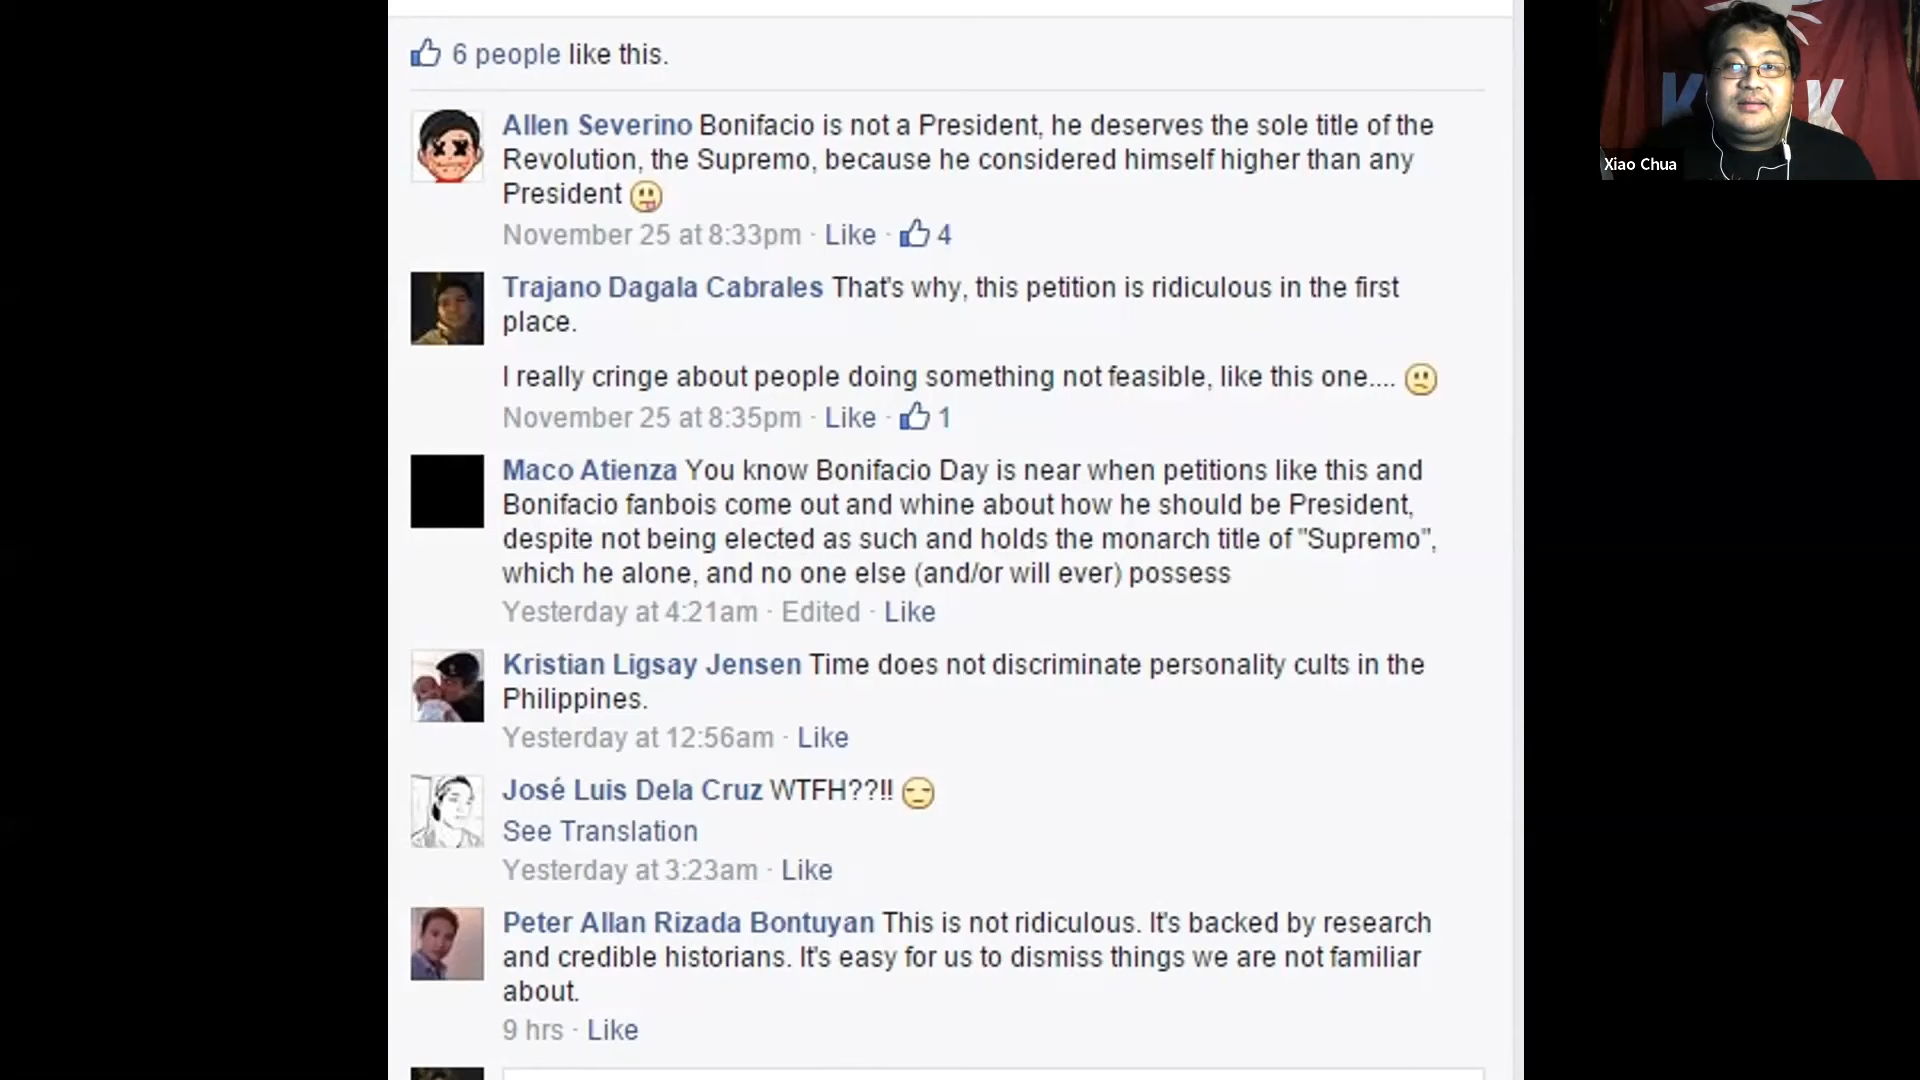 6 people like this.
Allen Severino Bonifacio is not a President, he deserves the sole title of the
Revolution, the Supremo, because he considered himself higher than any
President
November 25 at 8:33pm · Like · 4
Trajano Dagala Cabrales That's why, this petition is ridiculous in the first
place.
I really cringe about people doing something not feasible, like this one....
November 25 at 8:35pm · Like · 1
Maco Atienza You know Bonifacio Day is near when petitions like this and
Bonifacio fanbois come out and whine about how he should be President,
despite not being elected as such and holds the monarch title of "Supremo",
which he alone, and no one else (and/or will ever) possess
Yesterday at 4:21am · Edited · Like
Kristian Ligsay Jensen Time does not discriminate personality cults in the
Philippines.
Yesterday at 12:56am · Like
José Luis Dela Cruz WTFH??!!
See Translation
Yesterday at 3:23am · Like
Peter Allan Rizada Bontuyan This is not ridiculous. It's backed by research
and credible historians. It's easy for us to dismiss things we are not familiar
about.
9 hrs · Like
K K
Xiao Chua